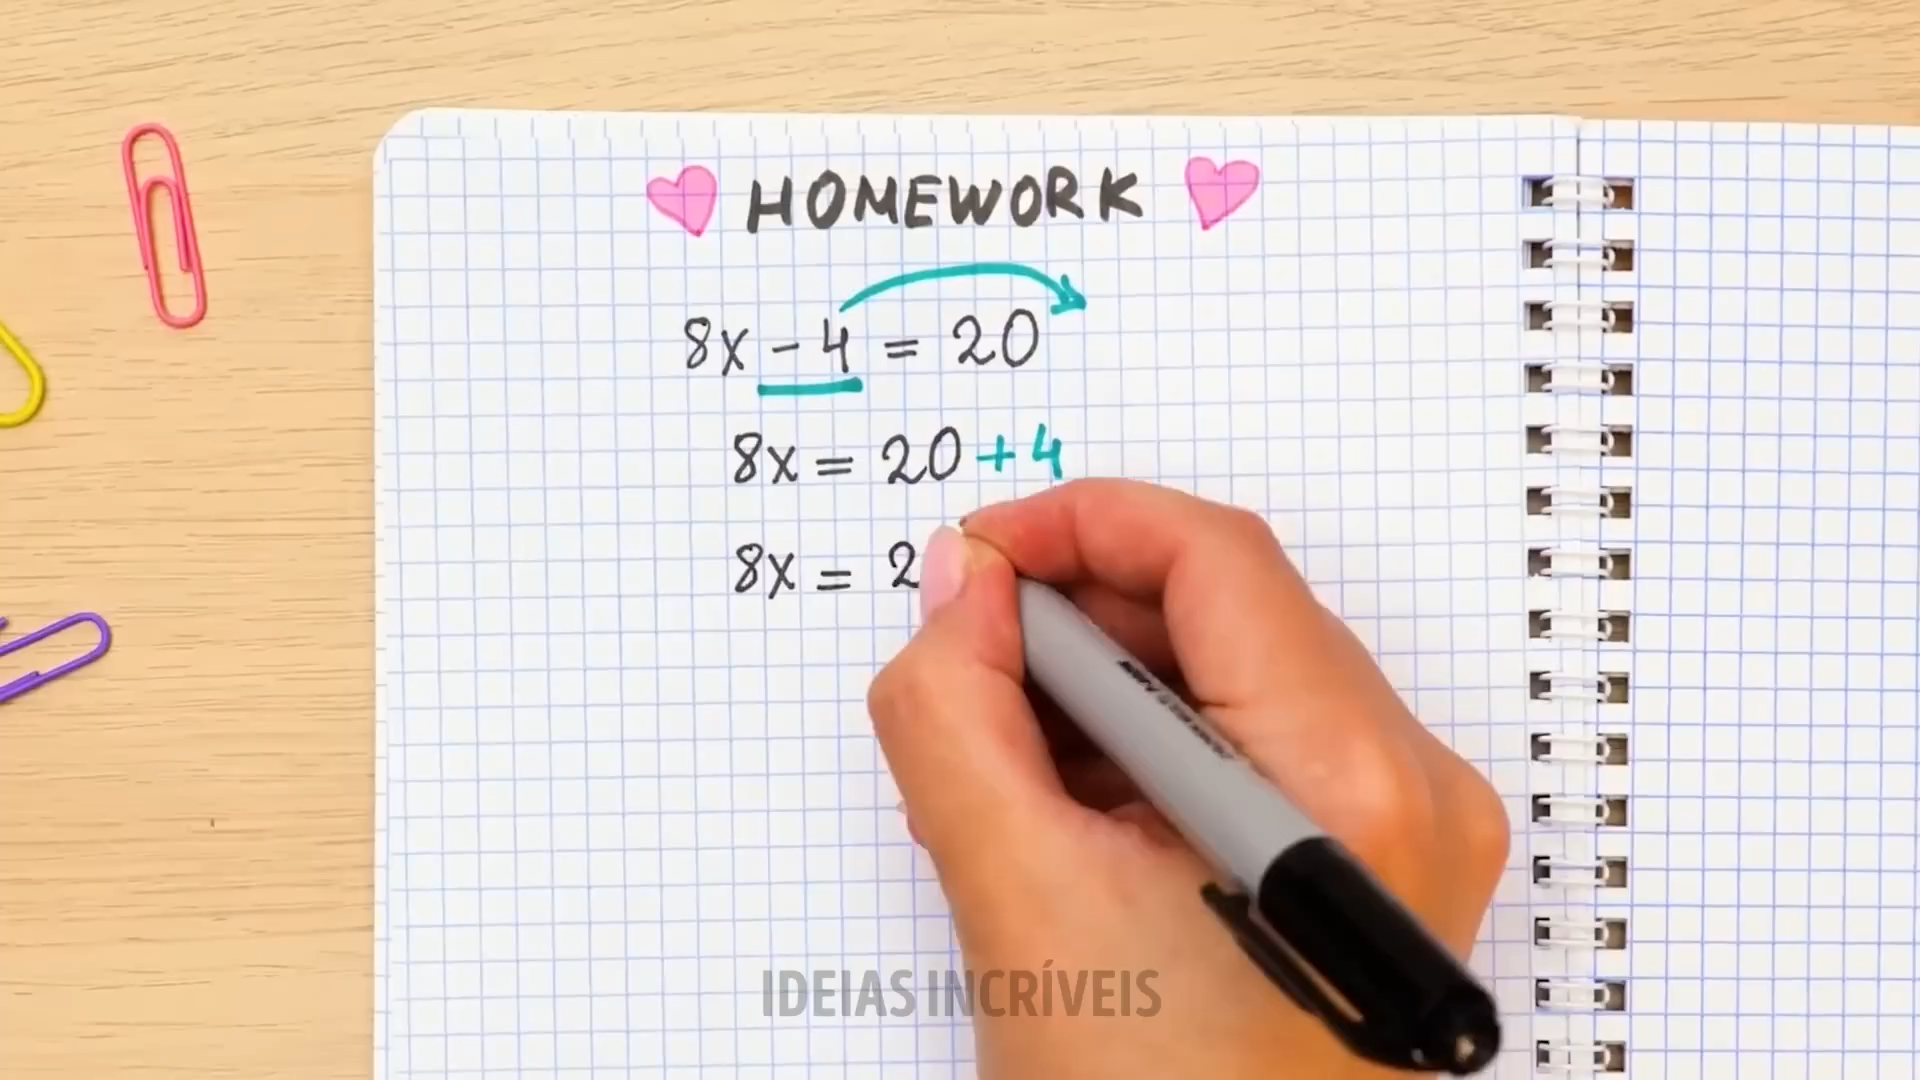 HOMEWORK
8x - 4 = 20
8x = 20 + 4
8x = 2
IDEIAS INCRÍVEIS